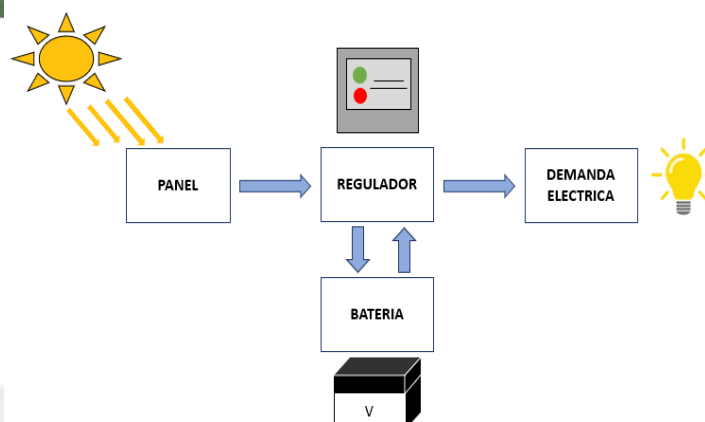 PANEL
REGULADOR
DEMANDA
ELECTRICA
BATERIA
V